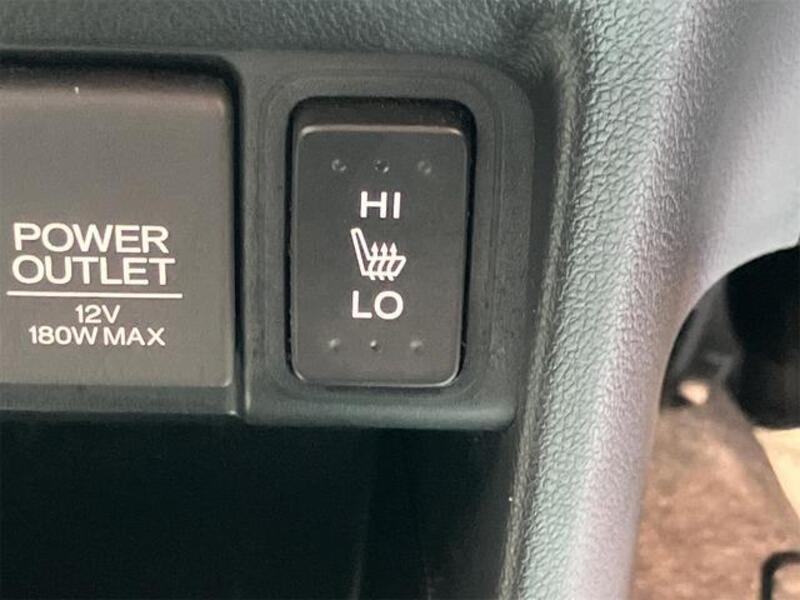 POWER
OUTLET
12V
180W MAX
HI
LO